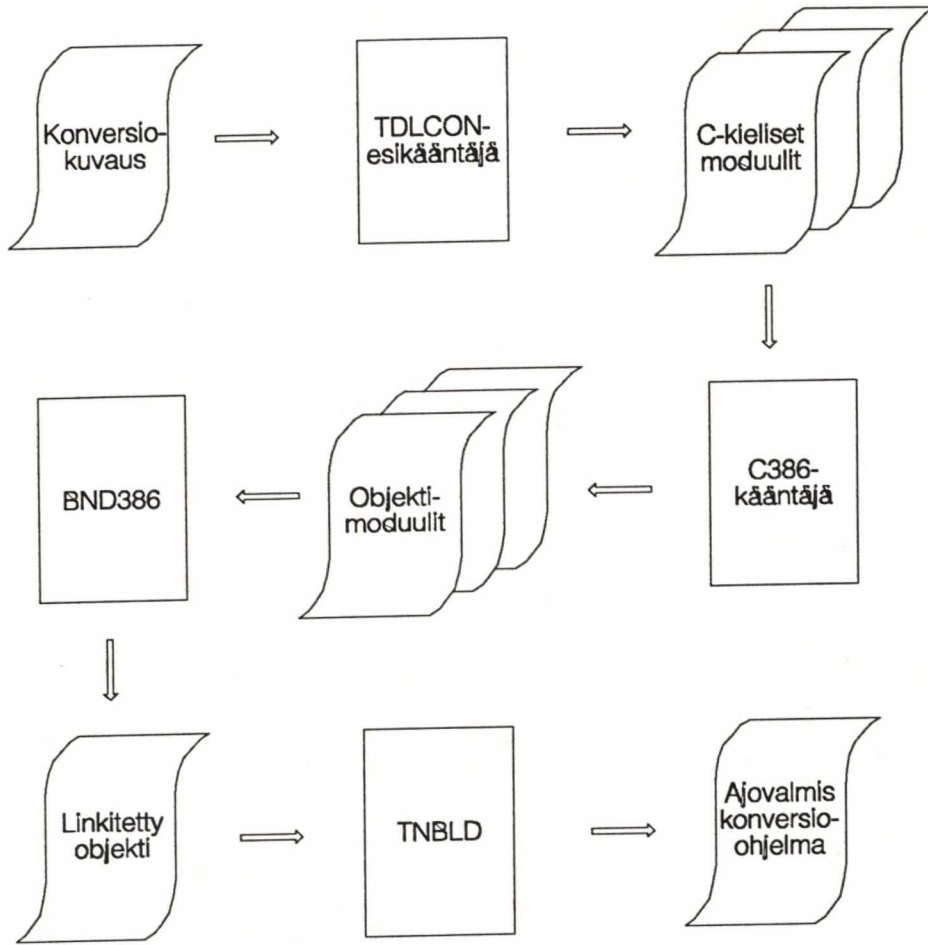 Konversio-
kuvaus
TDLCON-
esikääntäjä
C-kieliset
moduulit
C386-
kääntäjä
Objekti-
moduulit
BND386
Linkitetty
objekti
TNBLD
Ajovalmis
konversio-
ohjelma